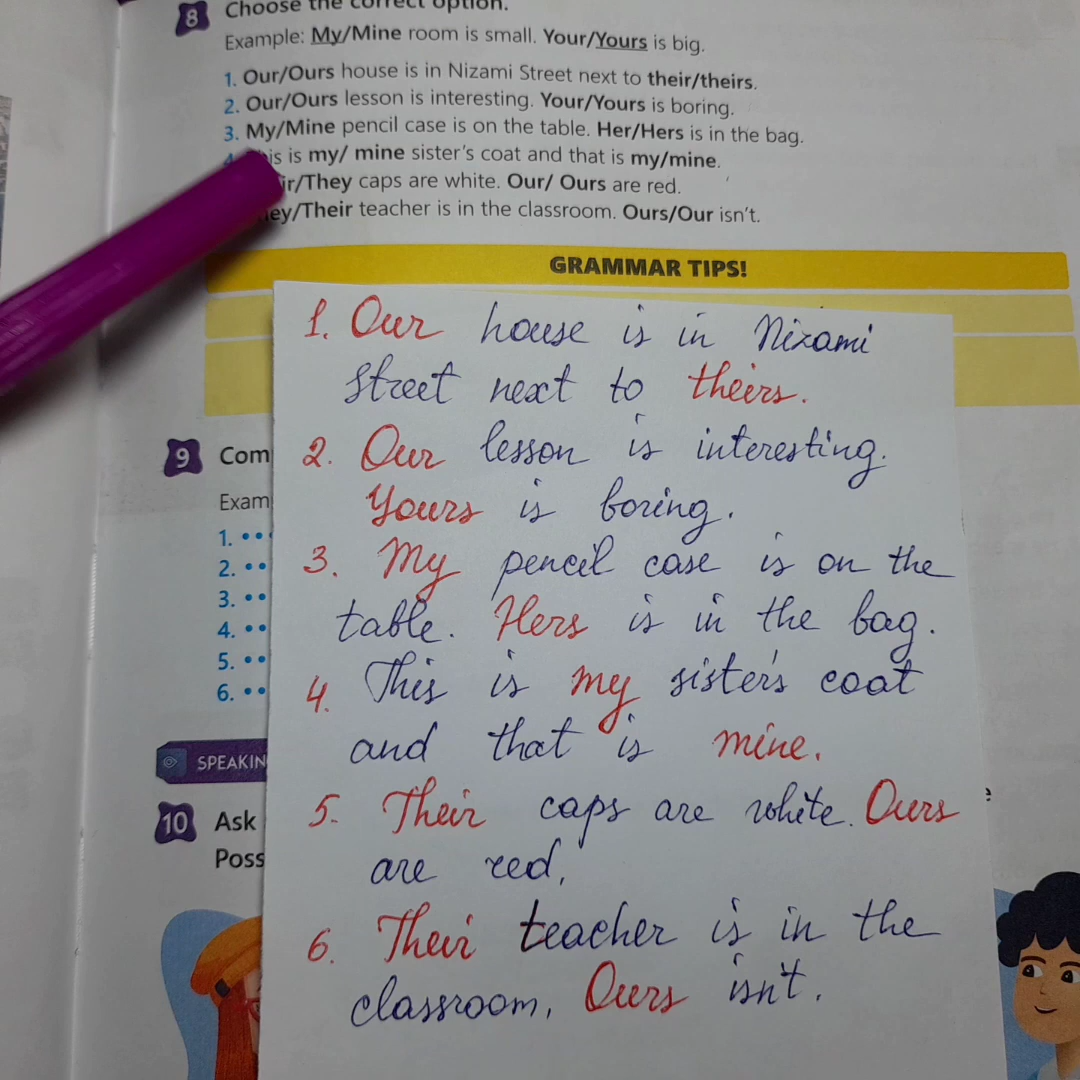 8 Choose the correct option.
Example: My/Mine room is small. Your/Yours is big.
1. Our/Ours house is in Nizami Street next to their/theirs.
2. Our/Ours lesson is interesting. Your/Yours is boring.
3. My/Mine pencil case is on the table. Her/Hers is in the bag.
4. is is my/ mine sister's coat and that is my/mine.
ir/They caps are white. Our/ Ours are red.
ey/Their teacher is in the classroom. Ours/Our isn't.
GRAMMAR TIPS!
1. Our house is in Nizami
Street next to theirs.
2. Our lesson is interesting.
Yours is boring.
3. My pencil case is on the
table. Hers is in the bag.
4. This is my sister's coat
and that is mine.
5. Their caps are white. Ours
are red.
6. Their teacher is in the
classroom. Ours isn't.
9 Com
Exam
1. ••
2. ••
3. ••
4. ••
5. ••
6. ••
SPEAKIN
10 Ask
Poss